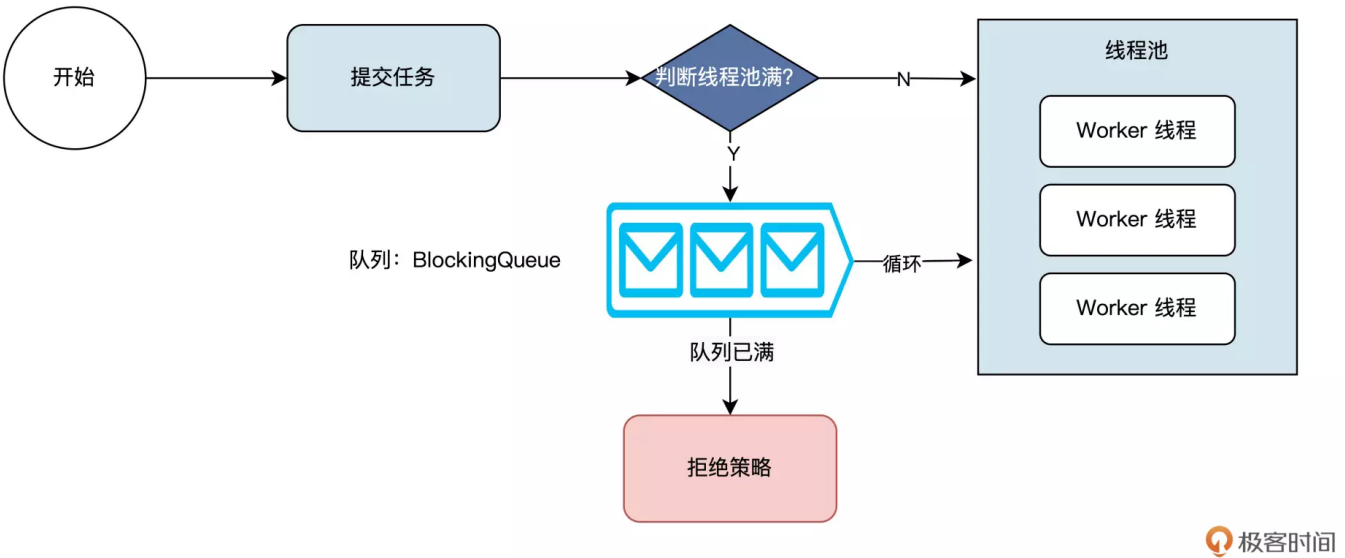 开始
提交任务
判断线程池满?
N
线程池
Worker 线程
Worker 线程
Worker 线程
Y
队列：BlockingQueue
循环
队列已满
拒绝策略
极客时间